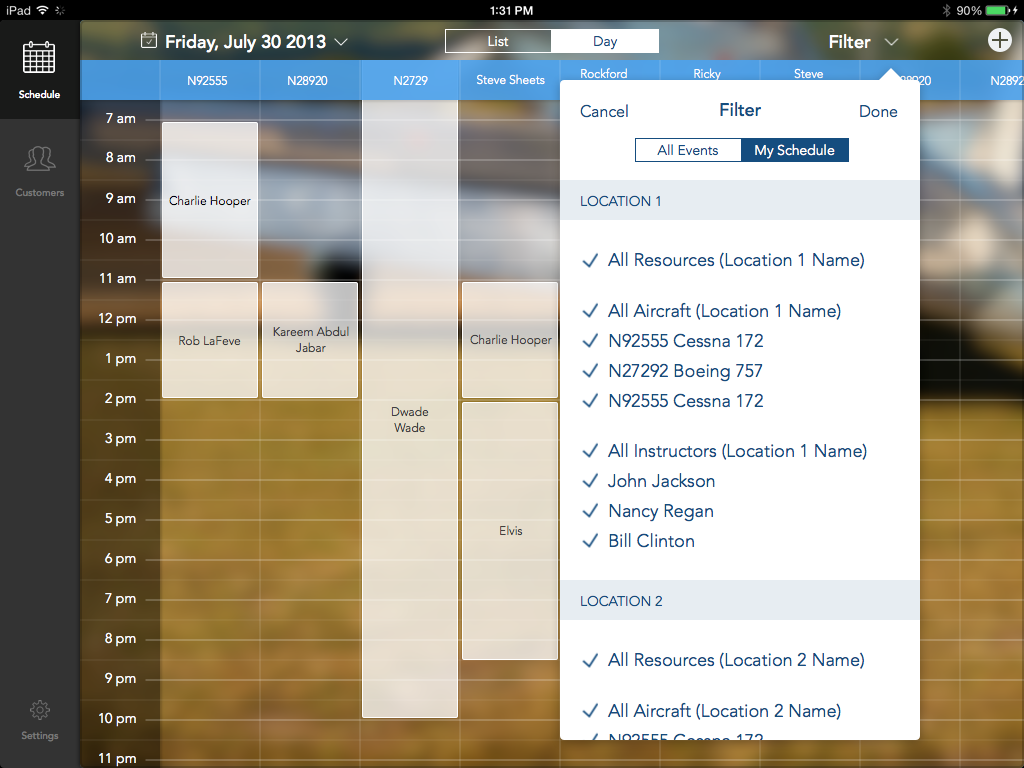 iPad
1:31 PM
90%
Schedule
Customers
Settings
Friday, July 30 2013
List
Day
Filter
N92555
N28920
N2729
Steve Sheets
Rockford
Ricky
Steve
7 am
8 am
9 am
10 am
11 am
12 pm
1 pm
2 pm
3 pm
4 pm
5 pm
6 pm
7 pm
8 pm
9 pm
10 pm
11 pm
Charlie Hooper
Rob LaFeve
Kareem Abdul
Jabar
Dwade
Wade
Charlie Hooper
Elvis
Cancel
Filter
Done
All Events
My Schedule
LOCATION 1
All Resources (Location 1 Name)
All Aircraft (Location 1 Name)
N92555 Cessna 172
N27292 Boeing 757
N92555 Cessna 172
All Instructors (Location 1 Name)
John Jackson
Nancy Regan
Bill Clinton
LOCATION 2
All Resources (Location 2 Name)
All Aircraft (Location 2 Name)
N92555 Cessna 172